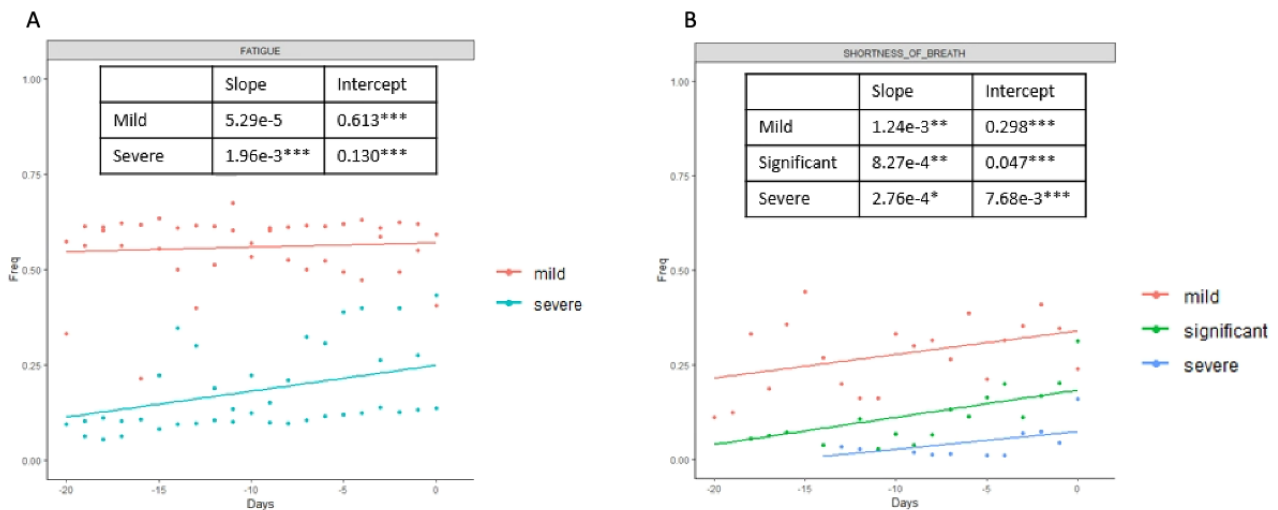 A
FATIGUE
Slope Intercept
Mild 5.29e-5 0.613***
Severe 1.96e-3*** 0.130***
1.00
0.75
0.50
0.25
0.00
Freq
-20 -15 -10 -5 0
Days
mild
severe
B
SHORTNESS_OF_BREATH
Slope Intercept
Mild 1.24e-3** 0.298***
Significant 8.27e-4** 0.047***
Severe 2.76e-4* 7.68e-3***
1.00
0.75
0.50
0.25
0.00
Freq
-20 -15 -10 -5 0
Days
mild
significant
severe